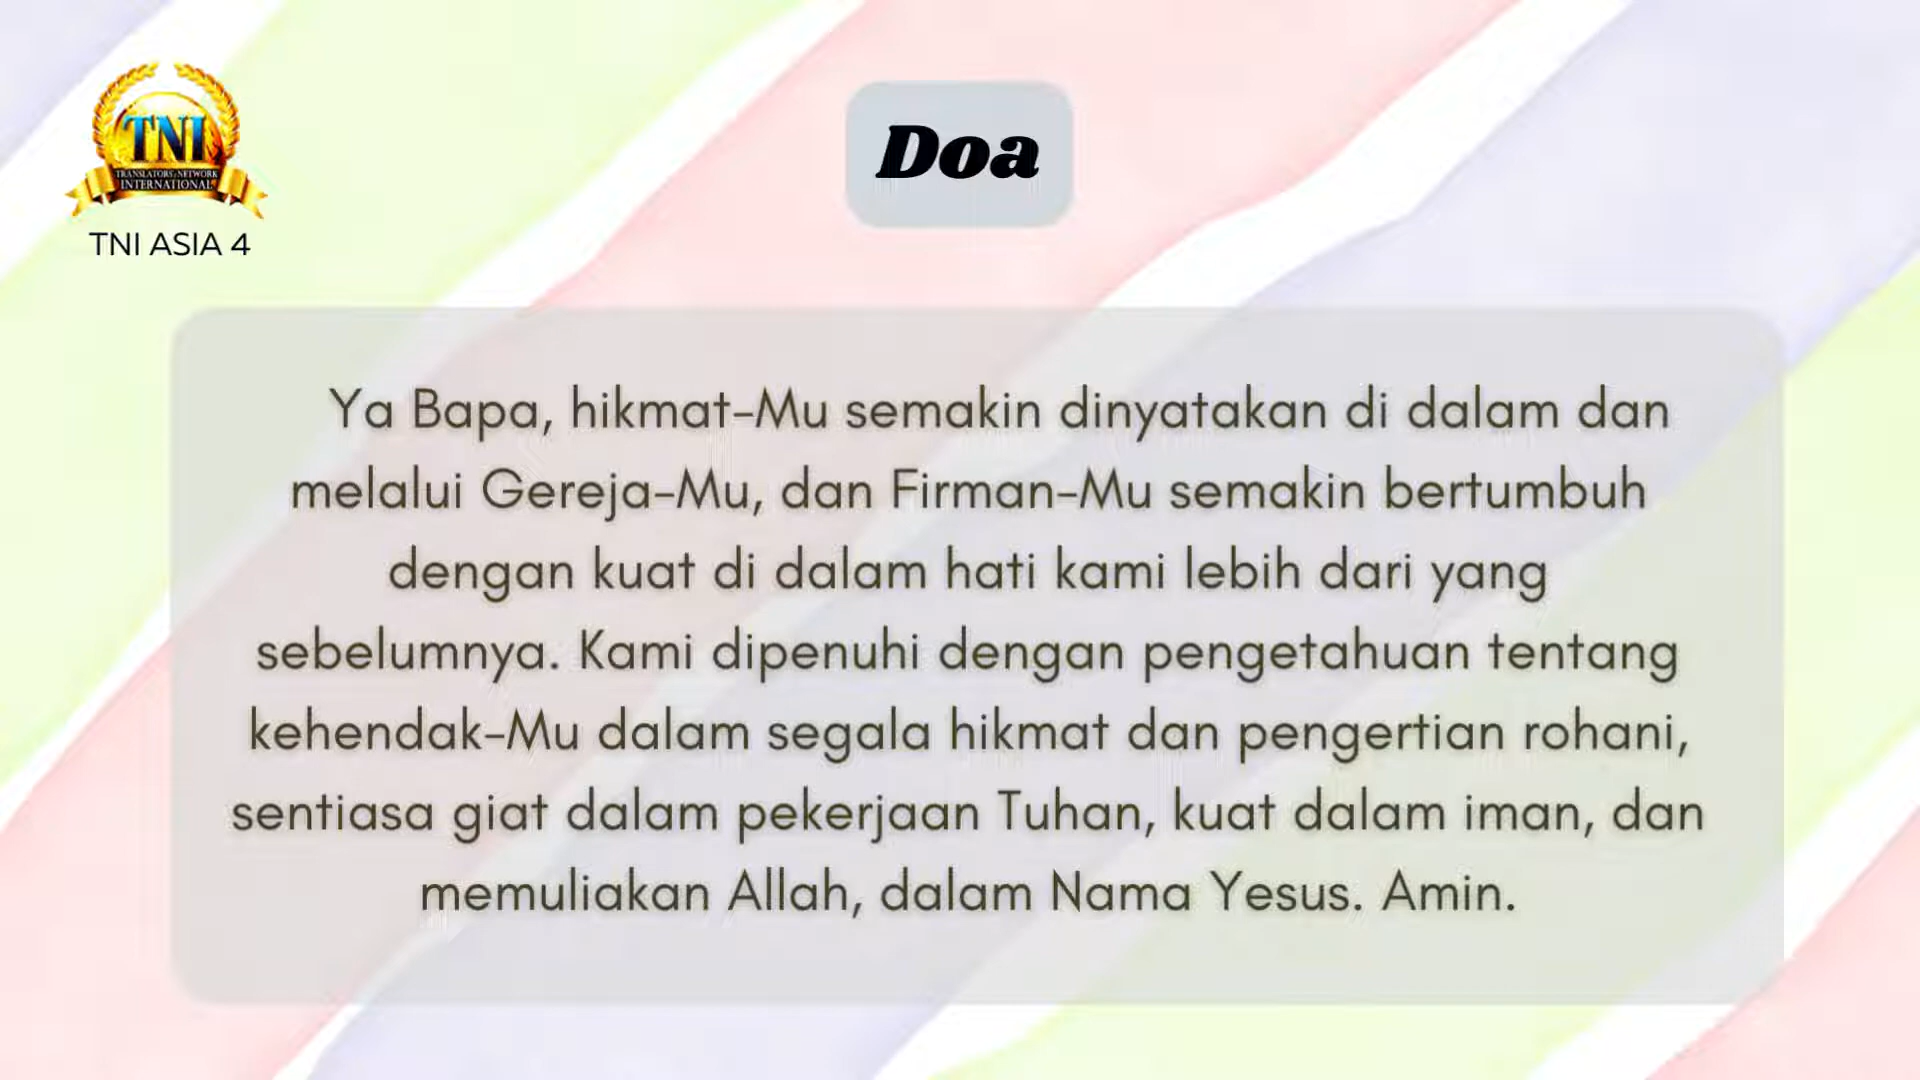 TNI
TRANSLATORS' NETWORK
INTERNATIONAL
TNI ASIA 4
Doa
Ya Bapa, hikmat-Mu semakin dinyatakan di dalam dan
melalui Gereja-Mu, dan Firman-Mu semakin bertumbuh
dengan kuat di dalam hati kami lebih dari yang
sebelumnya. Kami dipenuhi dengan pengetahuan tentang
kehendak-Mu dalam segala hikmat dan pengertian rohani,
sentiasa giat dalam pekerjaan Tuhan, kuat dalam iman, dan
memuliakan Allah, dalam Nama Yesus. Amin.